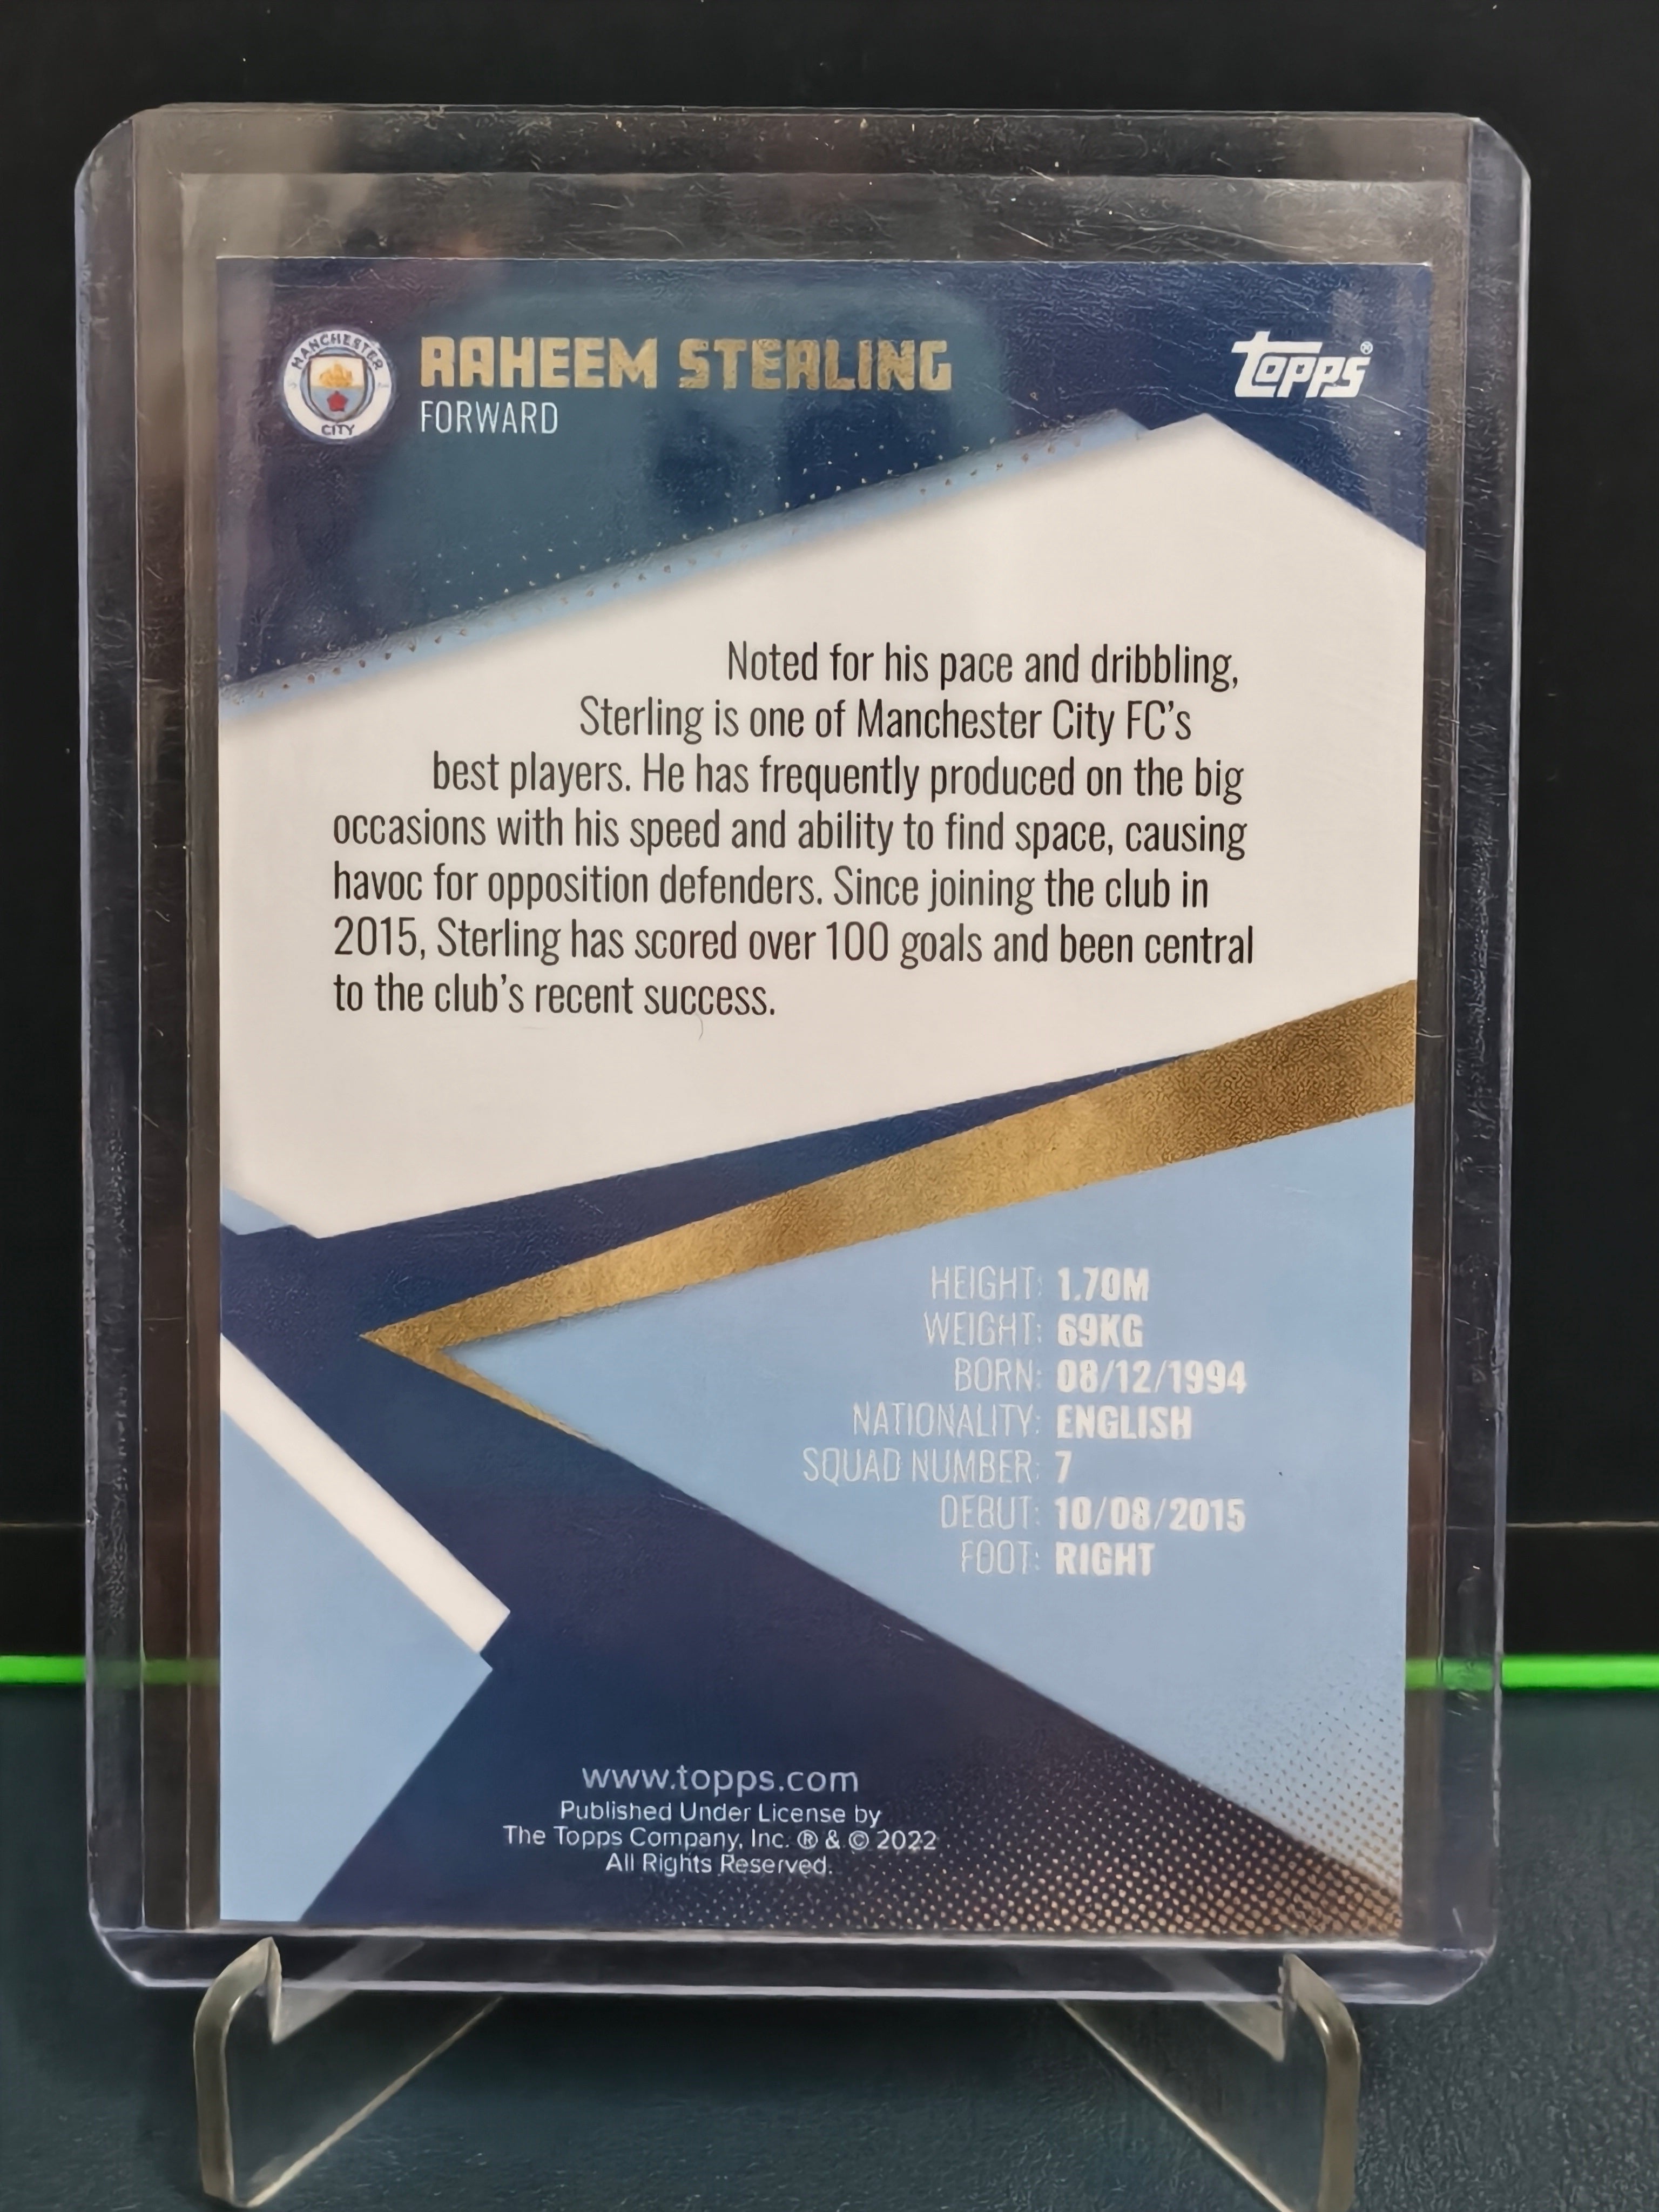 MANCHESTER
CITY
RAHEEM STERLING
FORWARD
TOPPS®
Noted for his pace and dribbling,
Sterling is one of Manchester City FC's
best players. He has frequently produced on the big
occasions with his speed and ability to find space, causing
havoc for opposition defenders. Since joining the club in
2015, Sterling has scored over 100 goals and been central
to the club's recent success.
HEIGHT: 1.70M
WEIGHT: 69KG
BORN: 08/12/1994
NATIONALITY: ENGLISH
SQUAD NUMBER: 7
DEBUT: 10/08/2015
FOOT: RIGHT
www.topps.com
Published Under License by
The Topps Company, Inc. ® & © 2022
All Rights Reserved.